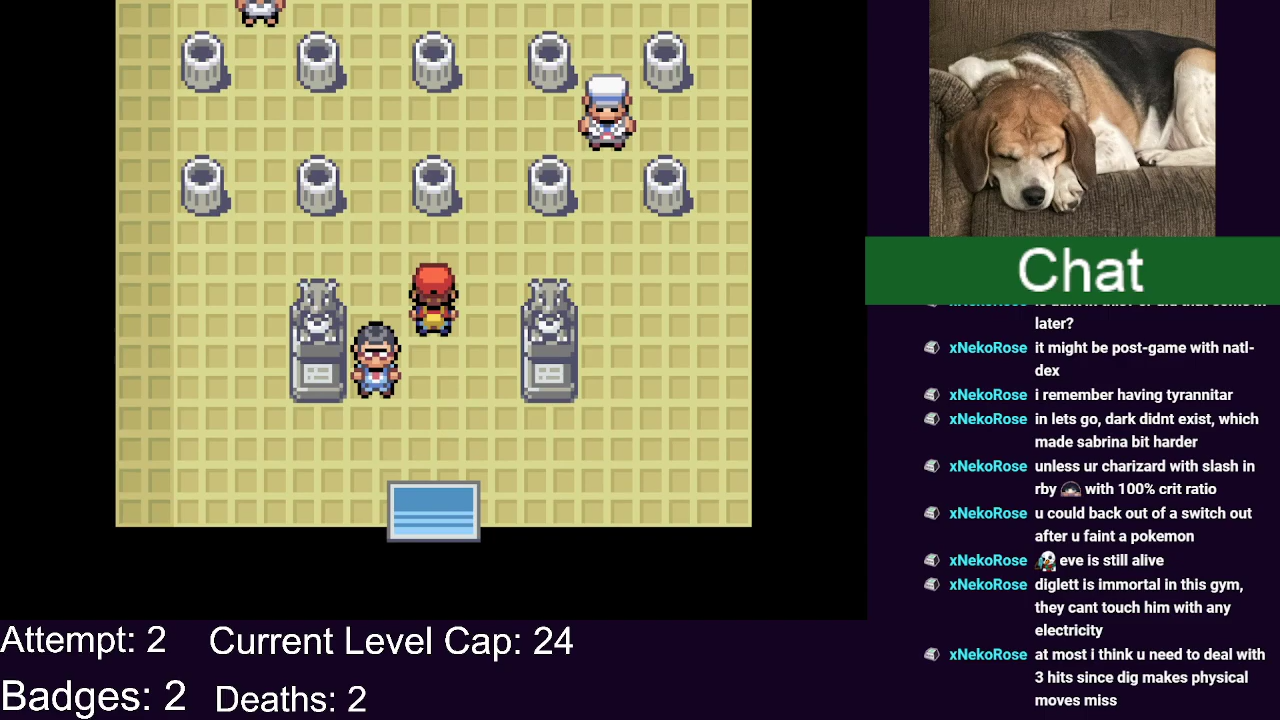 Chat
later?
xNekoRose it might be post-game with natl-
dex
xNekoRose i remember having tyrannitar
xNekoRose in lets go, dark didnt exist, which
made sabrina bit harder
xNekoRose unless ur charizard with slash in
rby with 100% crit ratio
xNekoRose u could back out of a switch out
after u faint a pokemon
xNekoRose eve is still alive
xNekoRose diglett is immortal in this gym,
they cant touch him with any
electricity
xNekoRose at most i think u need to deal with
3 hits since dig makes physical
moves miss
Attempt: 2 Current Level Cap: 24
Badges: 2 Deaths: 2